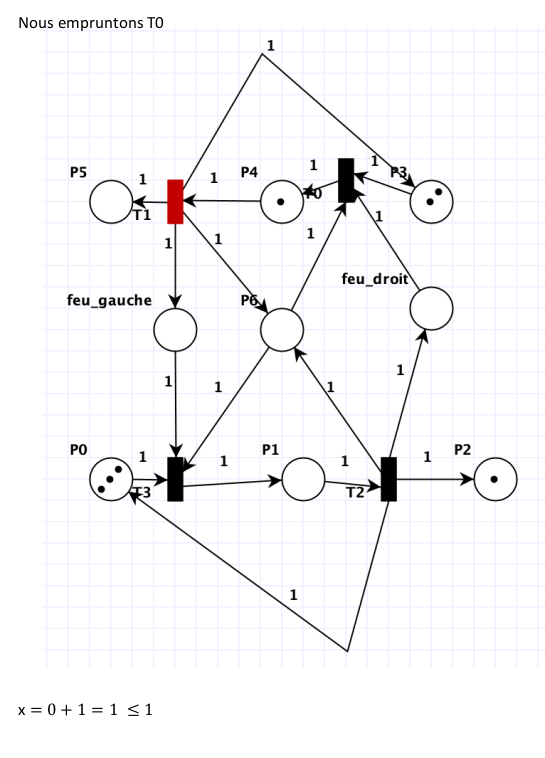 Nous empruntons T0
1
P5 1 1 P4 1 1 P3
T0
T1
1 1 1 1
feu_droit
feu_gauche P6
1 1 1 1
P0 1 1 P1 1 1 P2
T3 T2
1
x = 0 + 1 = 1 ≤ 1